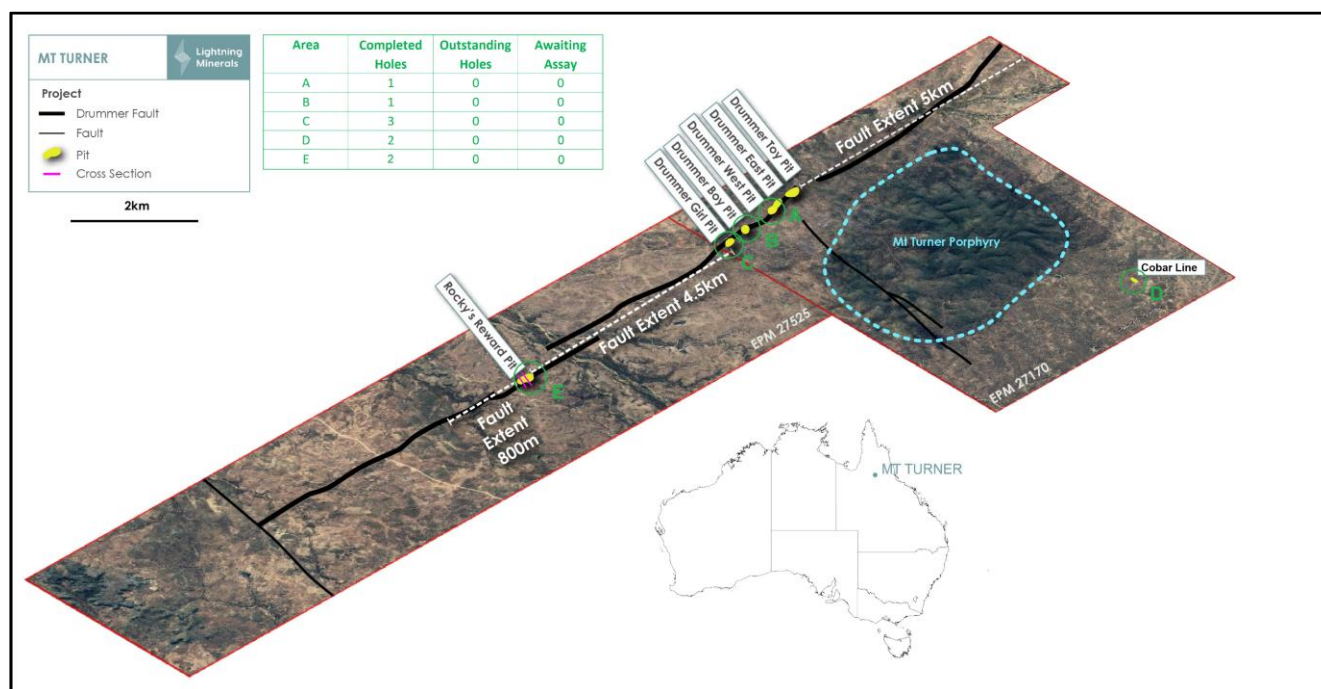 MT TURNER
Lightning
Minerals
Project
Drummer Fault
Fault
Pit
Cross Section
2km
Area Completed Holes Outstanding Holes Awaiting Assay
A 1 0 0
B 1 0 0
C 3 0 0
D 2 0 0
E 2 0 0
Drummer Toy Pit
Drummer East Pit
Drummer West Pit
Drummer Boy Pit
Drummer Girl Pit
Fault Extent 5km
A
B
C
Mt Turner Porphyry
Cobar Line
D
Fault Extent 4.5km
EPM 27525
EPM 27170
Rocky's Reward Pit
E
Fault
Extent
800m
MT TURNER